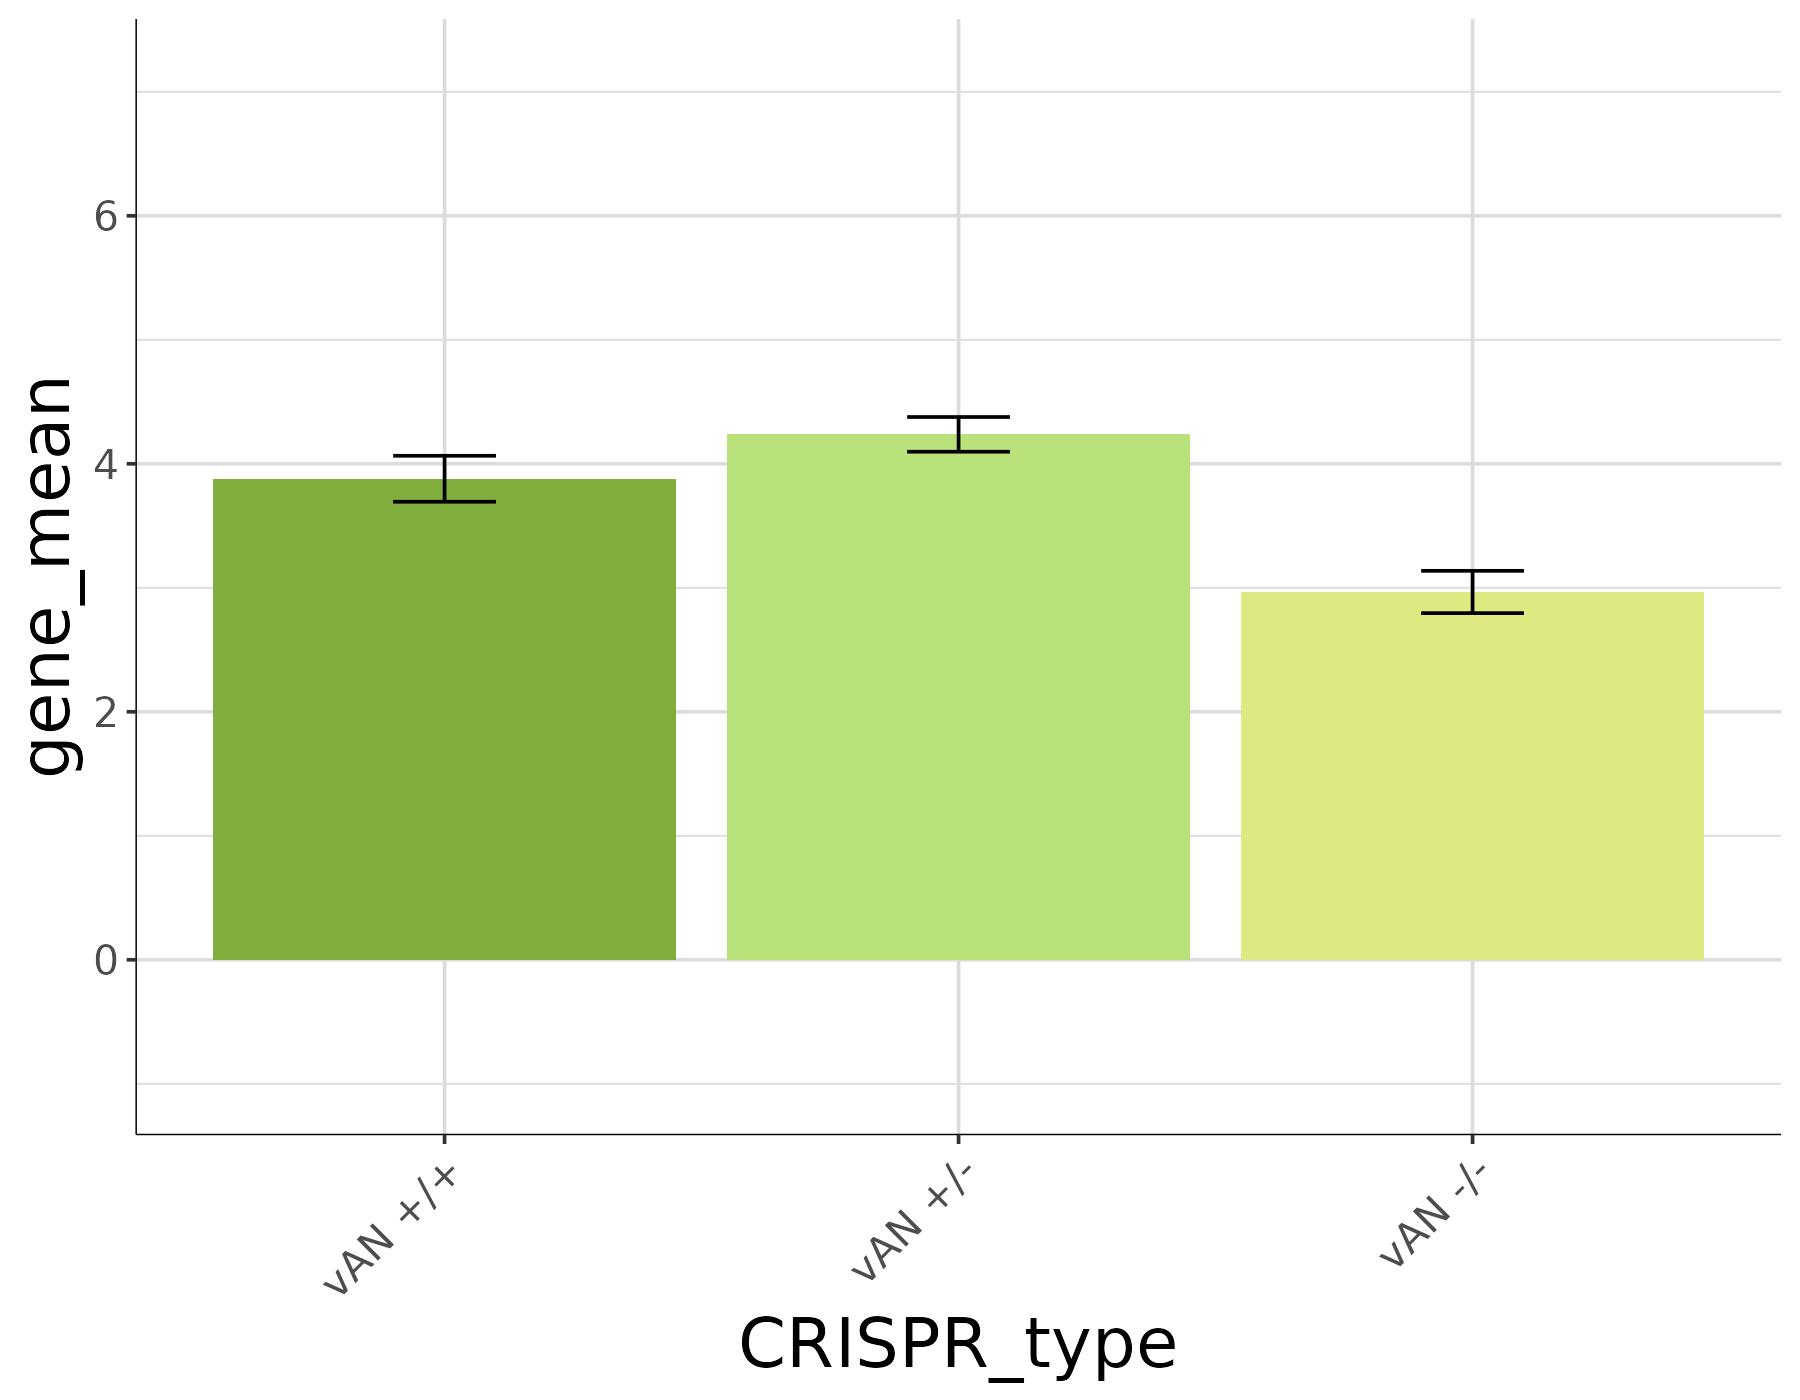 gene_mean
6
4
2
0
vAN +/+
vAN +/-
vAN -/-
CRISPR_type